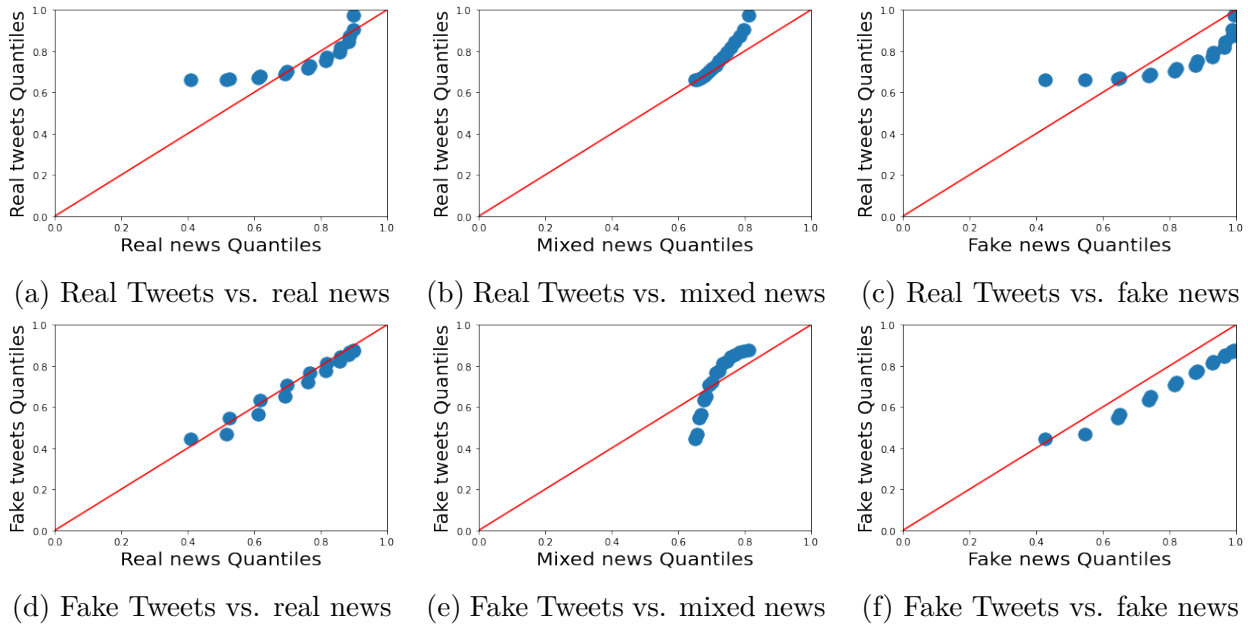 1.0 1.0 1.0
0.8 0.8 0.8
0.6 0.6 0.6
0.4 0.4 0.4
0.2 0.2 0.2
0.0 0.0 0.0
Real tweets Quantiles Real tweets Quantiles Real tweets Quantiles
0.0 0.2 0.4 0.6 0.8 1.0 0.0 0.2 0.4 0.6 0.8 1.0 0.0 0.2 0.4 0.6 0.8 1.0
Real news Quantiles Mixed news Quantiles Fake news Quantiles
(a) Real Tweets vs. real news (b) Real Tweets vs. mixed news (c) Real Tweets vs. fake news
1.0 1.0 1.0
0.8 0.8 0.8
0.6 0.6 0.6
0.4 0.4 0.4
0.2 0.2 0.2
0.0 0.0 0.0
Fake tweets Quantiles Fake tweets Quantiles Fake tweets Quantiles
0.0 0.2 0.4 0.6 0.8 1.0 0.0 0.2 0.4 0.6 0.8 1.0 0.0 0.2 0.4 0.6 0.8 1.0
Real news Quantiles Mixed news Quantiles Fake news Quantiles
(d) Fake Tweets vs. real news (e) Fake Tweets vs. mixed news (f) Fake Tweets vs. fake news